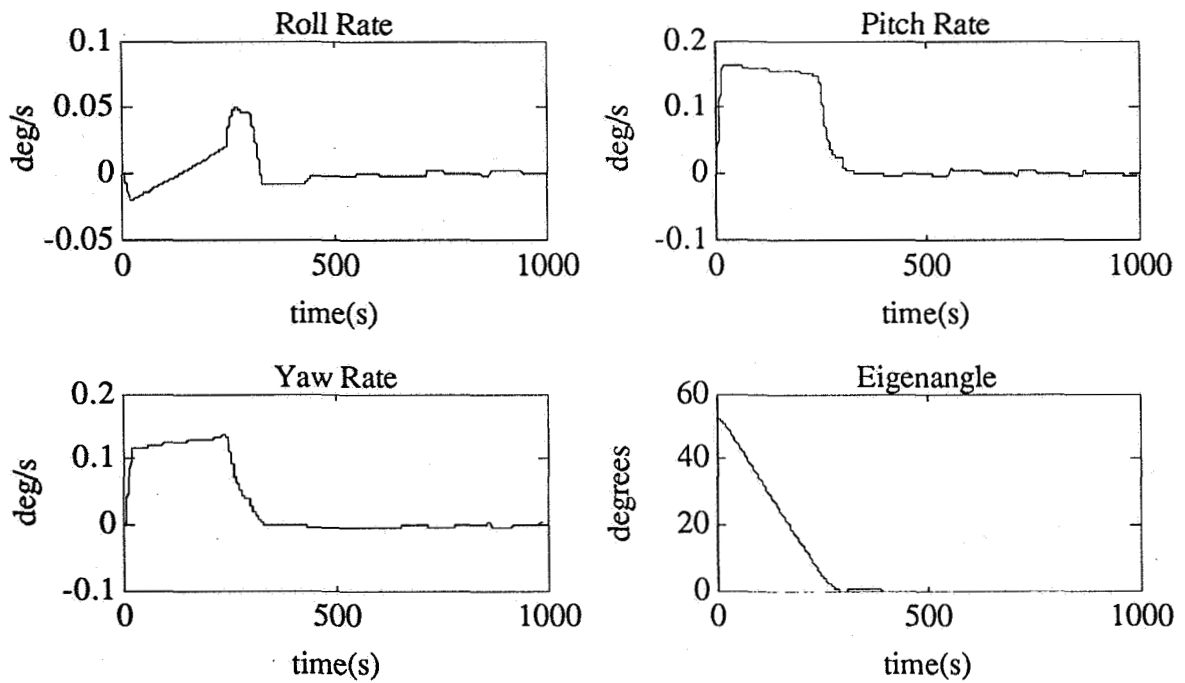 Roll Rate
0.1
0.05
0
-0.05
deg/s
0
500
1000
time(s)
Pitch Rate
0.2
0.1
0
-0.1
deg/s
0
500
1000
time(s)
Yaw Rate
0.2
0.1
0
-0.1
deg/s
0
500
1000
time(s)
Eigenangle
60
40
20
0
degrees
0
500
1000
time(s)